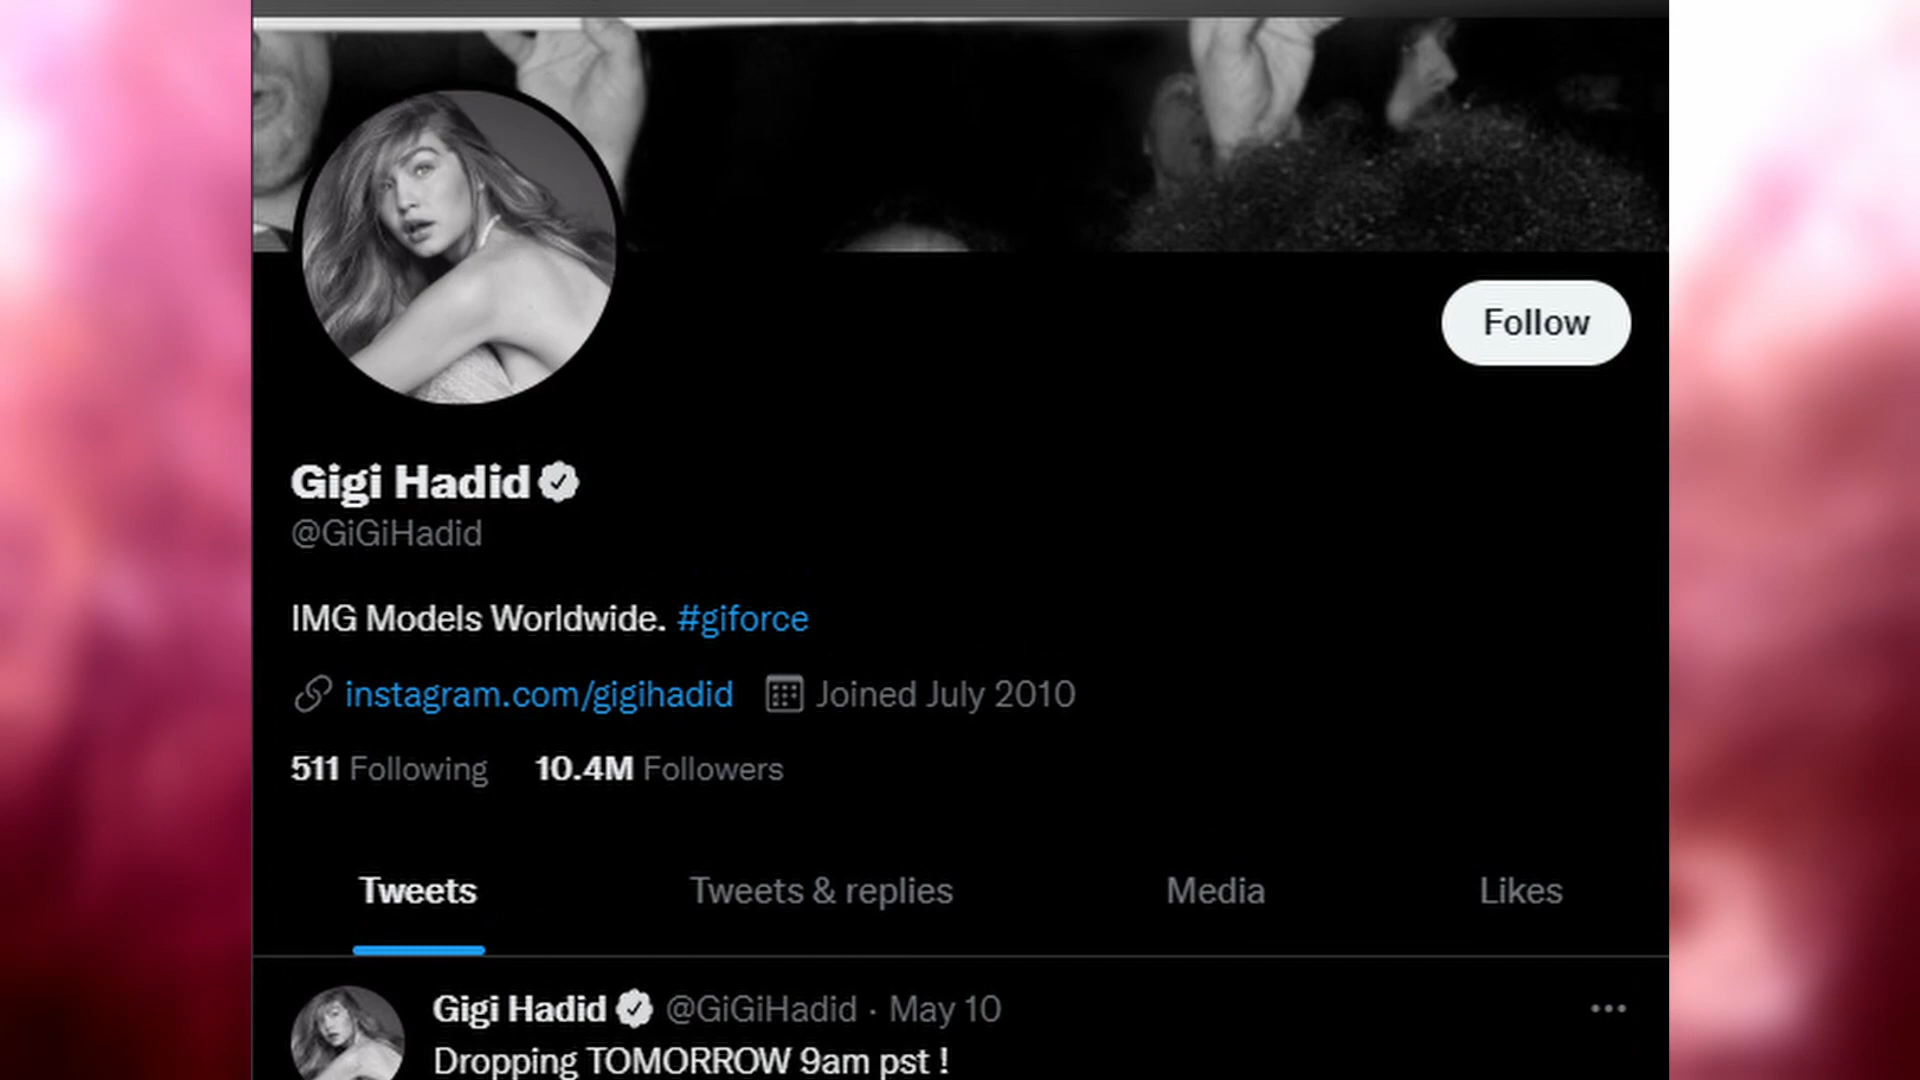 Follow
Gigi Hadid
@GiGiHadid
IMG Models Worldwide. #giforce
instagram.com/gigihadid Joined July 2010
511 Following 10.4M Followers
Tweets Tweets & replies Media Likes
Gigi Hadid @GiGiHadid · May 10
Dropping TOMORROW 9am pst !